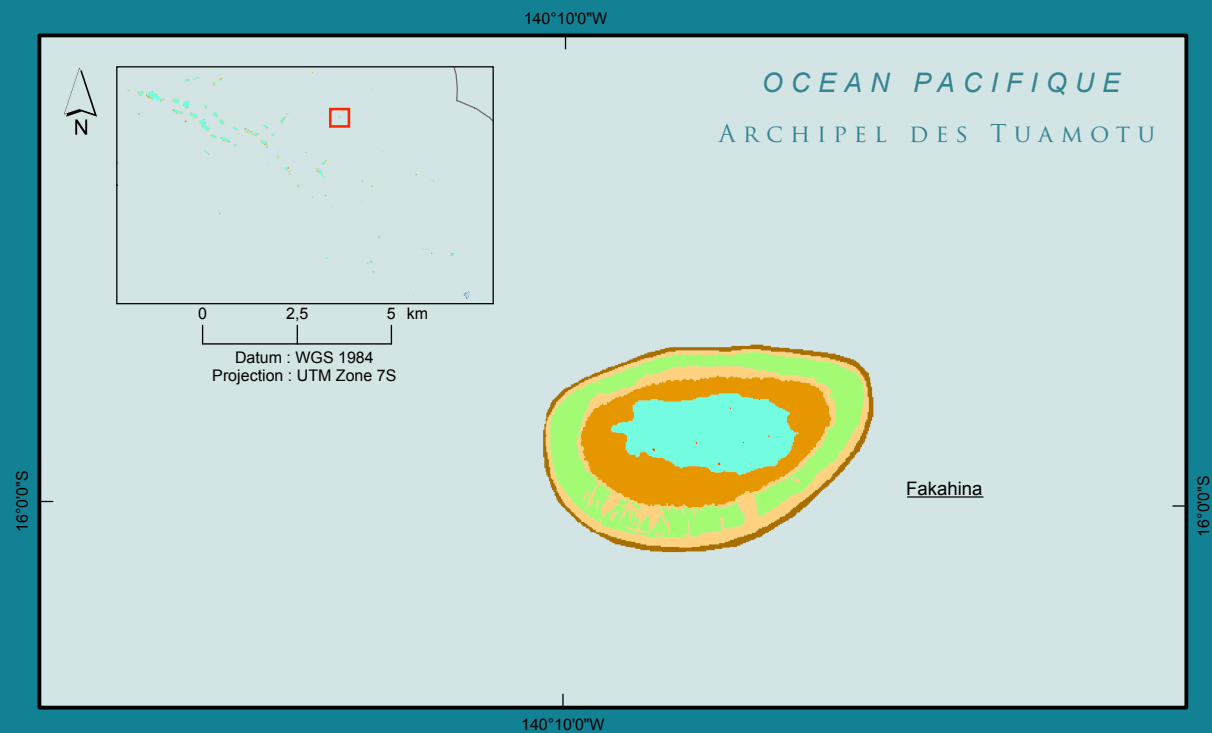 140°10'0"W
OCEAN PACIFIQUE
ARCHIPEL DES TUAMOTU
N
0 2,5 5 km
Datum : WGS 1984
Projection : UTM Zone 7S
16°0'0"S
Fakahina
16°0'0"S
140°10'0"W